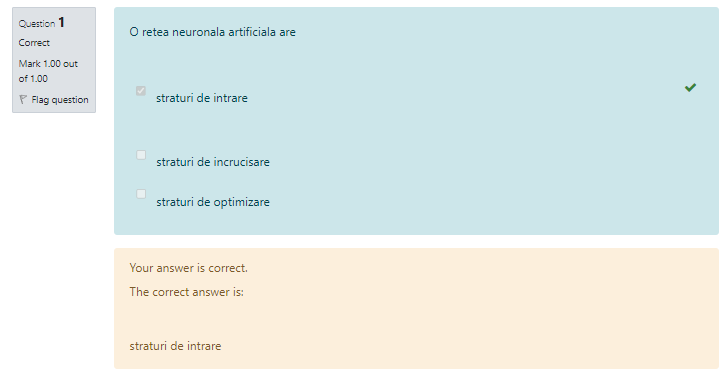 Question 1
Correct
Mark 1.00 out
of 1.00
Flag question
O retea neuronala artificiala are
straturi de intrare
straturi de incrucisare
straturi de optimizare
Your answer is correct.
The correct answer is:
straturi de intrare